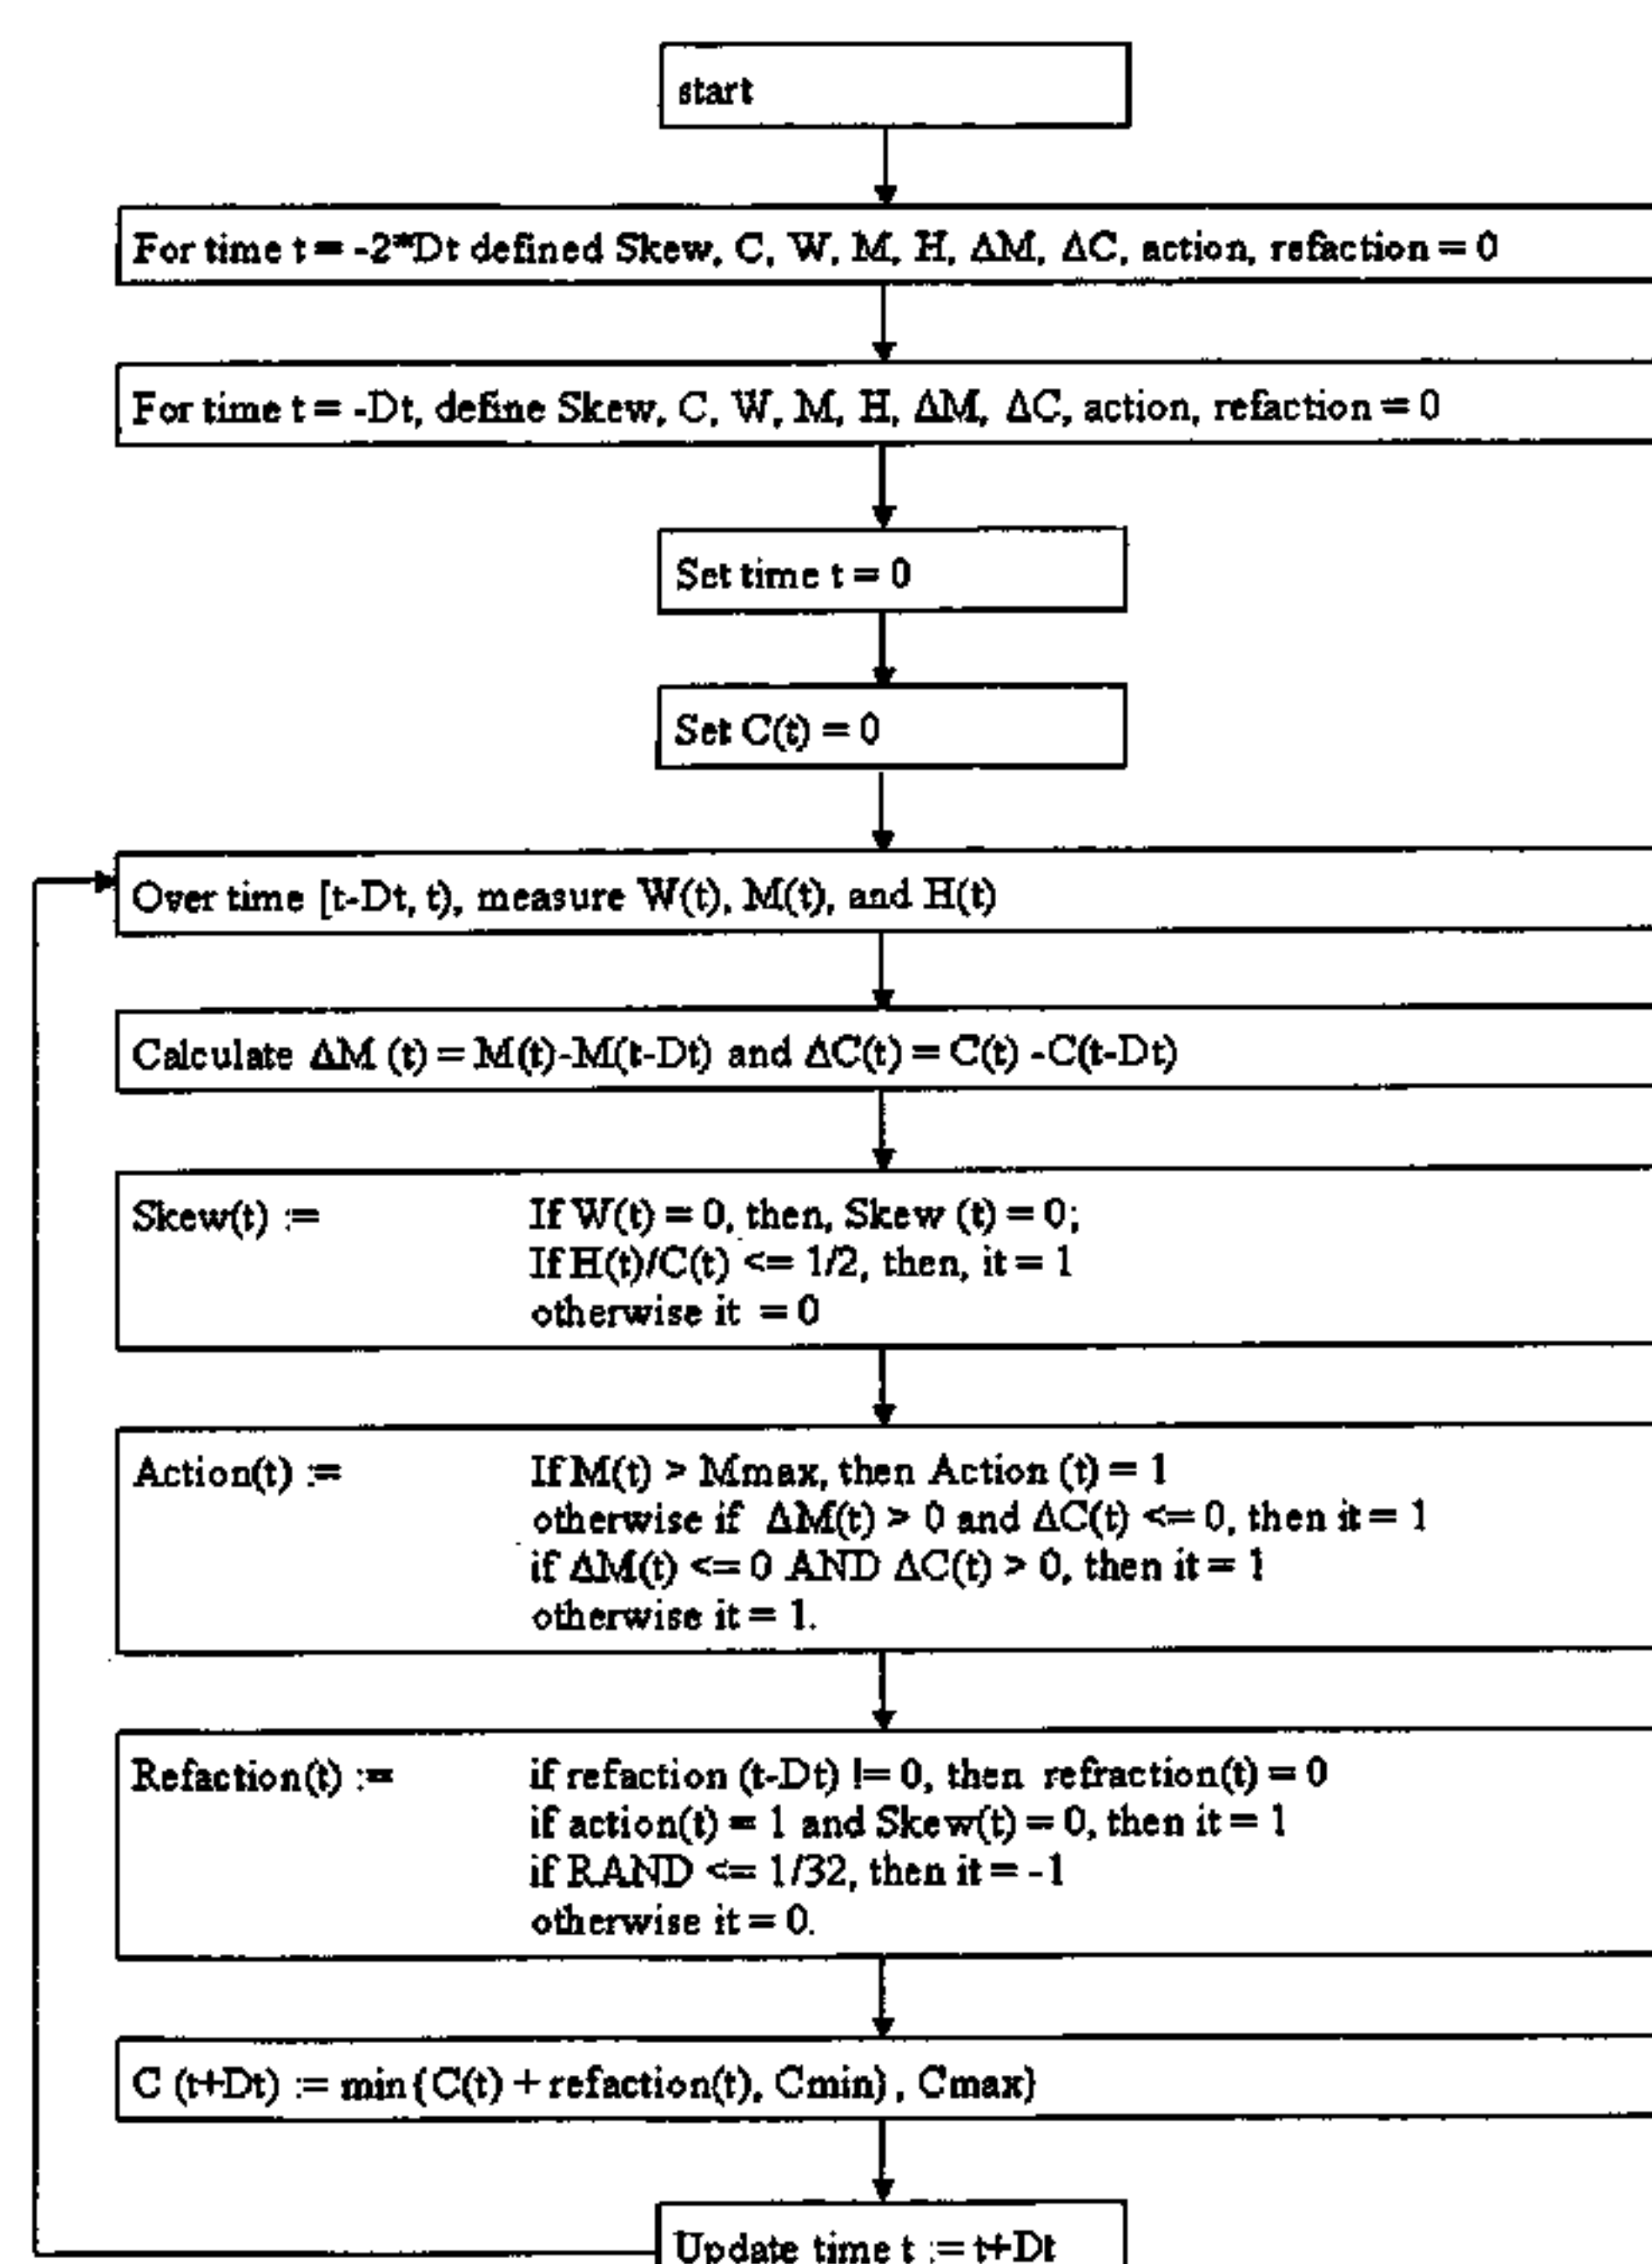 start
For time t = -2*Dt defined Skew, C, W, M, H, ΔM, ΔC, action, refaction = 0
For time t = -Dt, define Skew, C, W, M, H, ΔM, ΔC, action, refaction = 0
Set time t = 0
Set C(t) = 0
Over time [t-Dt, t), measure W(t), M(t), and H(t)
Calculate ΔM (t) = M(t)-M(t-Dt) and ΔC(t) = C(t) -C(t-Dt)
Skew(t) := If W(t) = 0, then, Skew (t) = 0;
If H(t)/C(t) <= 1/2, then, it = 1
otherwise it = 0
Action(t) := If M(t) > Mmax, then Action (t) = 1
otherwise if ΔM(t) > 0 and ΔC(t) <= 0, then it = 1
if ΔM(t) <= 0 AND ΔC(t) > 0, then it = 1
otherwise it = 1.
Refaction(t) := if refaction (t-Dt) != 0, then refraction(t) = 0
if action(t) = 1 and Skew(t) = 0, then it = 1
if RAND <= 1/32, then it = -1
otherwise it = 0.
C (t+Dt) := min{C(t) + refaction(t), Cmin) , Cmax}
Update time t := t+Dt